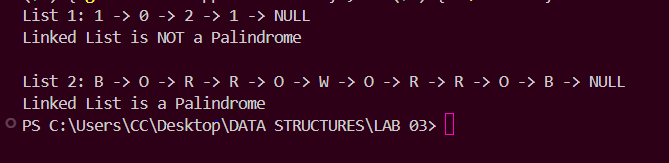 List 1: 1 -> 0 -> 2 -> 1 -> NULL
Linked List is NOT a Palindrome
List 2: B -> O -> R -> R -> O -> W -> O -> R -> R -> O -> B -> NULL
Linked List is a Palindrome
PS C:\Users\CC\Desktop\DATA STRUCTURES\LAB 03>